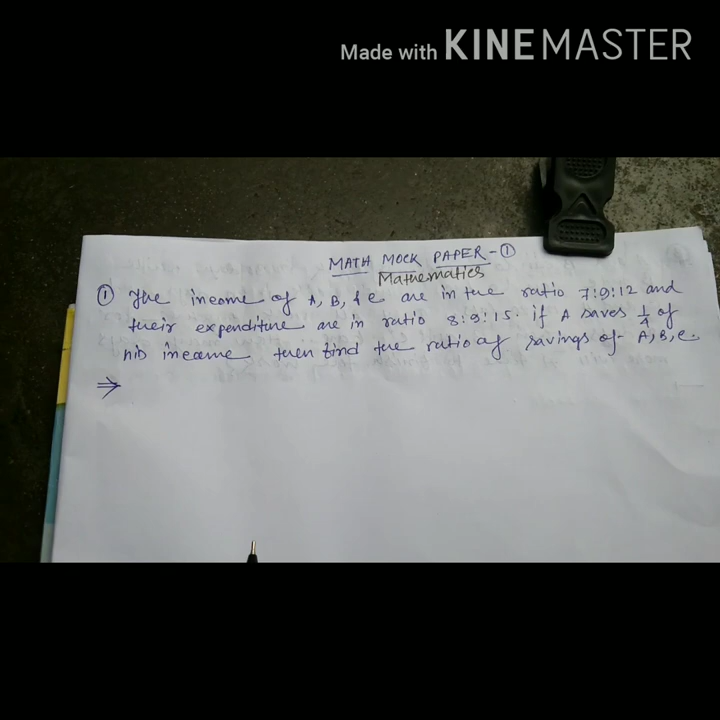 Made with KINEMASTER
MATH MOCK PAPER - ①
Mathematics
① The income of A, B, & C are in the ratio 7:9:12 and
their expenditure are in ratio 8:9:15. if A saves 1/4 of
his income then find the ratio of savings of A, B, C.
⇒